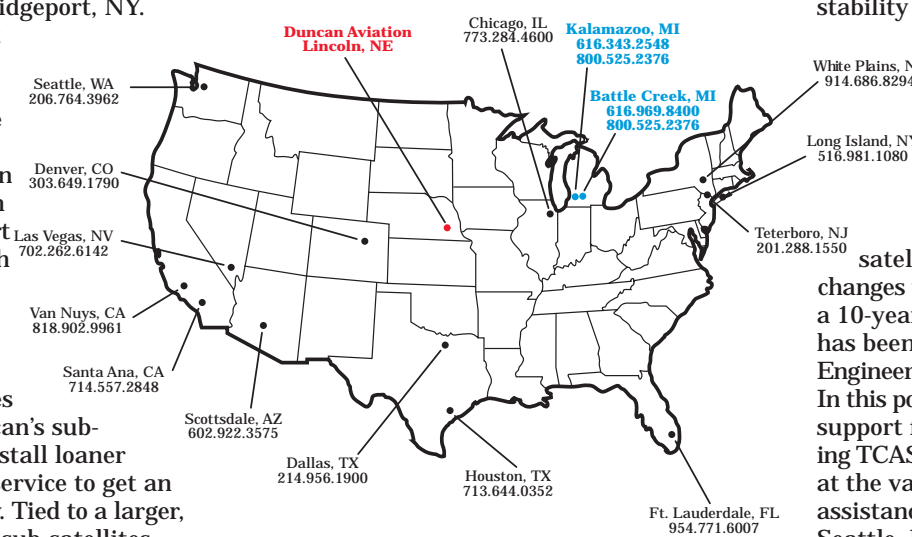 idgeport, NY.
can's sub-
stall loaner
service to get an
. Tied to a larger,
sub satellites
Duncan Aviation
Lincoln, NE
Chicago, IL
773.284.4600
Kalamazoo, MI
616.343.2548
800.525.2376
Battle Creek, MI
616.969.8400
800.525.2376
Seattle, WA
206.764.3962
Denver, CO
303.649.1790
Las Vegas, NV
702.262.6142
Van Nuys, CA
818.902.9961
Santa Ana, CA
714.557.2848
Scottsdale, AZ
602.922.3575
Dallas, TX
214.956.1900
Houston, TX
713.644.0352
Ft. Lauderdale, FL
954.771.6007
White Plains, N
914.686.8294
Long Island, NY
516.981.1080
Teterboro, NJ
201.288.1550
stability
satel
changes
a 10-year
has been
Engineer
In this po
support
ing TCAS
at the va
assistanc
Seattle,